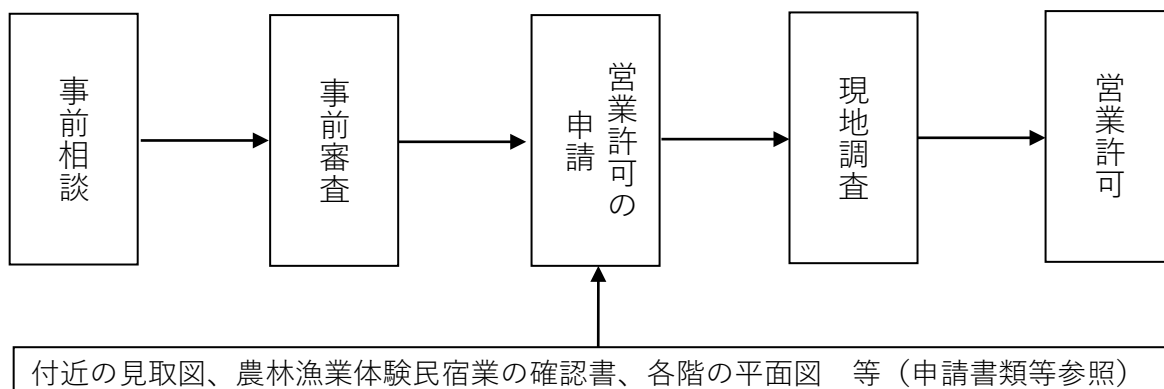 事前相談
事前審査
営業許可の
申請
現地調査
営業許可
付近の見取図、農林漁業体験民宿業の確認書、各階の平面図　等（申請書類等参照）